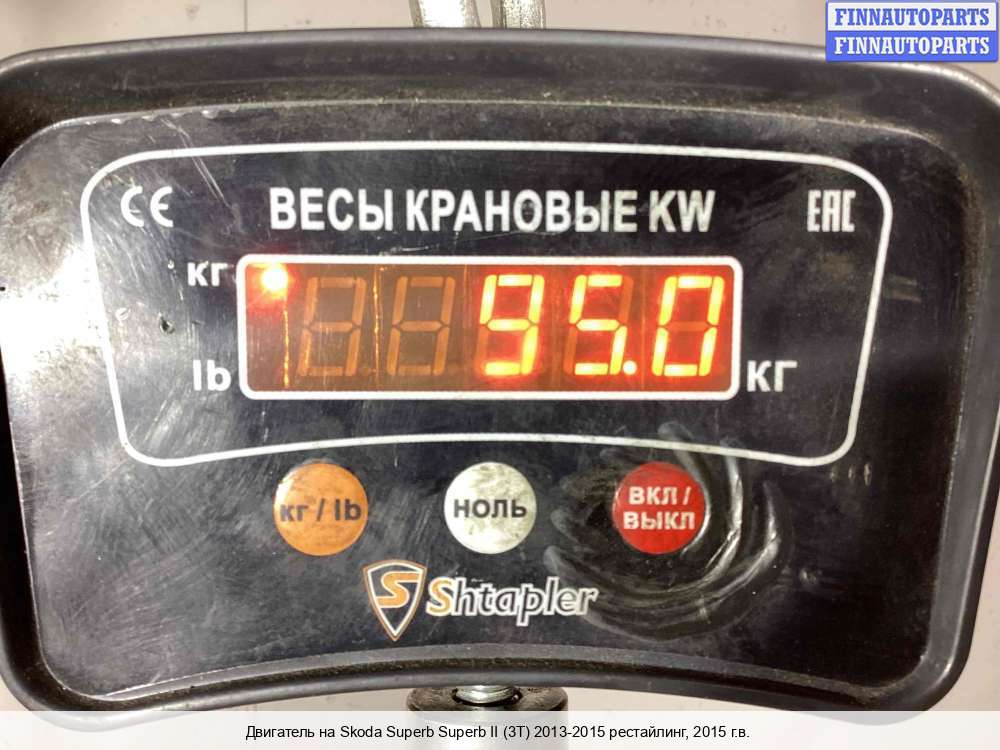 FINNAUTOPARTS
FINNAUTOPARTS
CE
ВЕСЫ КРАНОВЫЕ KW
EAC
кг
95.0
lb
КГ
кг / lb
НОЛЬ
ВКЛ /
ВЫКЛ
S Shtapler
Двигатель на Skoda Superb Superb II (3T) 2013-2015 рестайлинг, 2015 г.в.